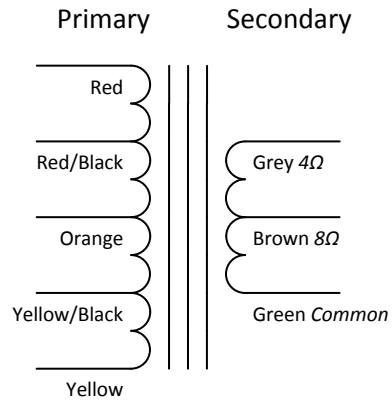 Primary Secondary
Red
Red/Black Grey 4Ω
Orange Brown 8Ω
Yellow/Black Green Common
Yellow